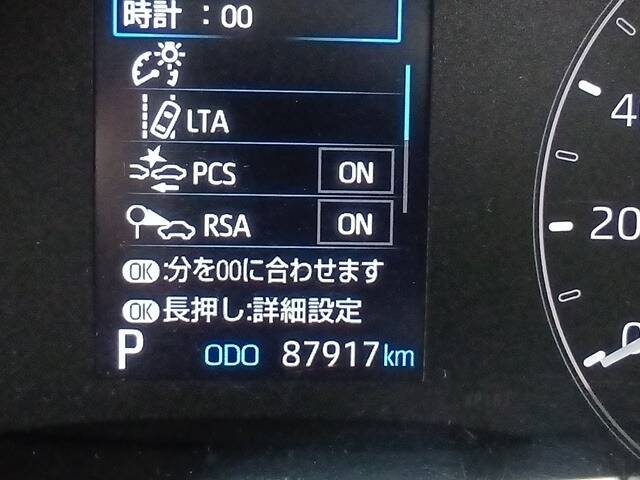 時計 :00
LTA
PCS ON
RSA ON
OK:分を00に合わせます
OK長押し:詳細設定
P ODO 87917km
20
0